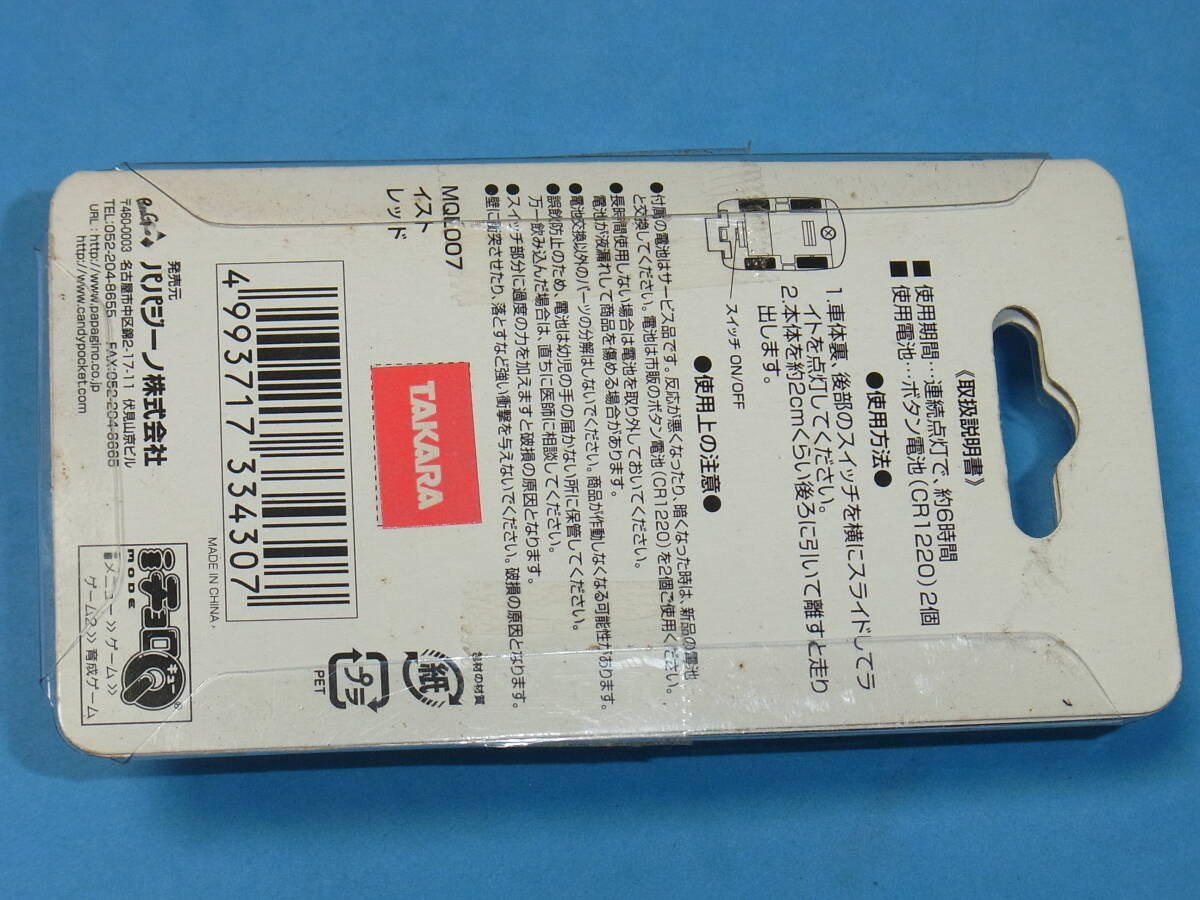 《取扱説明書》
■使用期間…連続点灯で、約6時間
■使用電池…ボタン電池(CR1220)2個
●使用方法●
1.車体裏、後部のスイッチを横にスライドしてラ
イトを点灯してください。
2.本体を約2cmくらい後ろに引いて離すと走り
出します。
スイッチ ON/OFF
●使用上の注意●
●付属の電池はサービス品です。反応が悪くなったり、暗くなった時は、新品の電池
と交換してください。電池は市販のボタン電池(CR1220)を2個ご使用ください。
●長時間使用しない場合は電池を取り外しておいてください。
電池が液漏れして商品を傷める場合があります。
●電池交換以外のパーツの分解はしないでください。商品が作動しなくなる可能性があります。
●誤飲防止のため、電池は幼児の手の届かない所に保管してください。
万一飲み込んだ場合は、直ちに医師に相談してください。
●スイッチ部分に過度の力を加えますと破損の原因となります。
●壁に衝突させたり、落とすなど強い衝撃を与えないでください。破損の原因となります。
MQL007
イスト
レッド
TAKARA
包材の材質
紙
プラ
PET
4 993717 334307
MADE IN CHINA
発売元
PapaGino パパジーノ株式会社
〒460-0003 名古屋市中区錦2-17-11 伏見山京ビル
TEL:052-204-8655 FAX:052-204-8665
URL:http://www.papagino.co.jp
http://www.candypocket.com
iチョロQ
キュー
MODE
iメニュー >> ゲーム >>
ゲーム2 >> 育成ゲーム